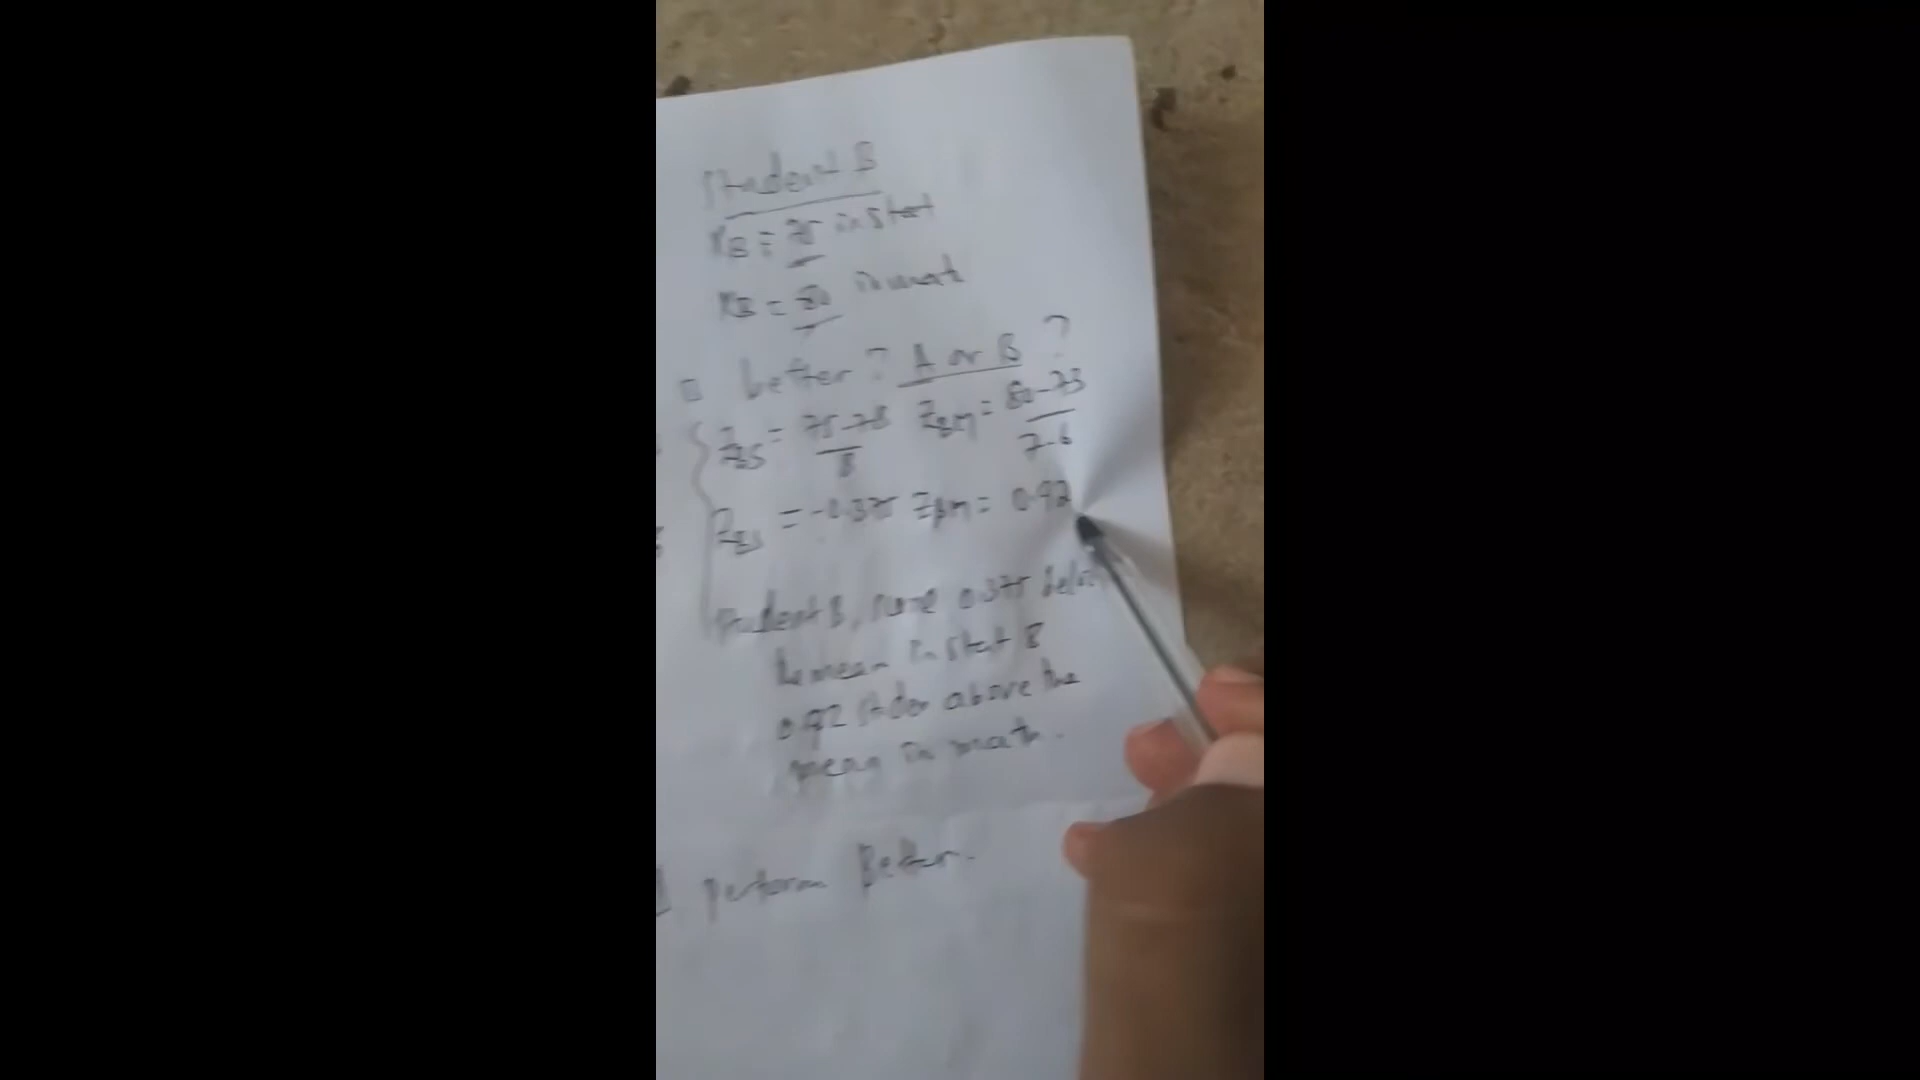 Student B
XB = 75 in stat
XB = 80 in mat
better? A or B?
ZBS = 75-78 / 8 ZBM = 80-73 / 7.6
ZBS = -0.375 ZBM = 0.92
Student B, score 0.375 below
the mean in stat &
0.92 stdev above the
mean in math.
perform Better.